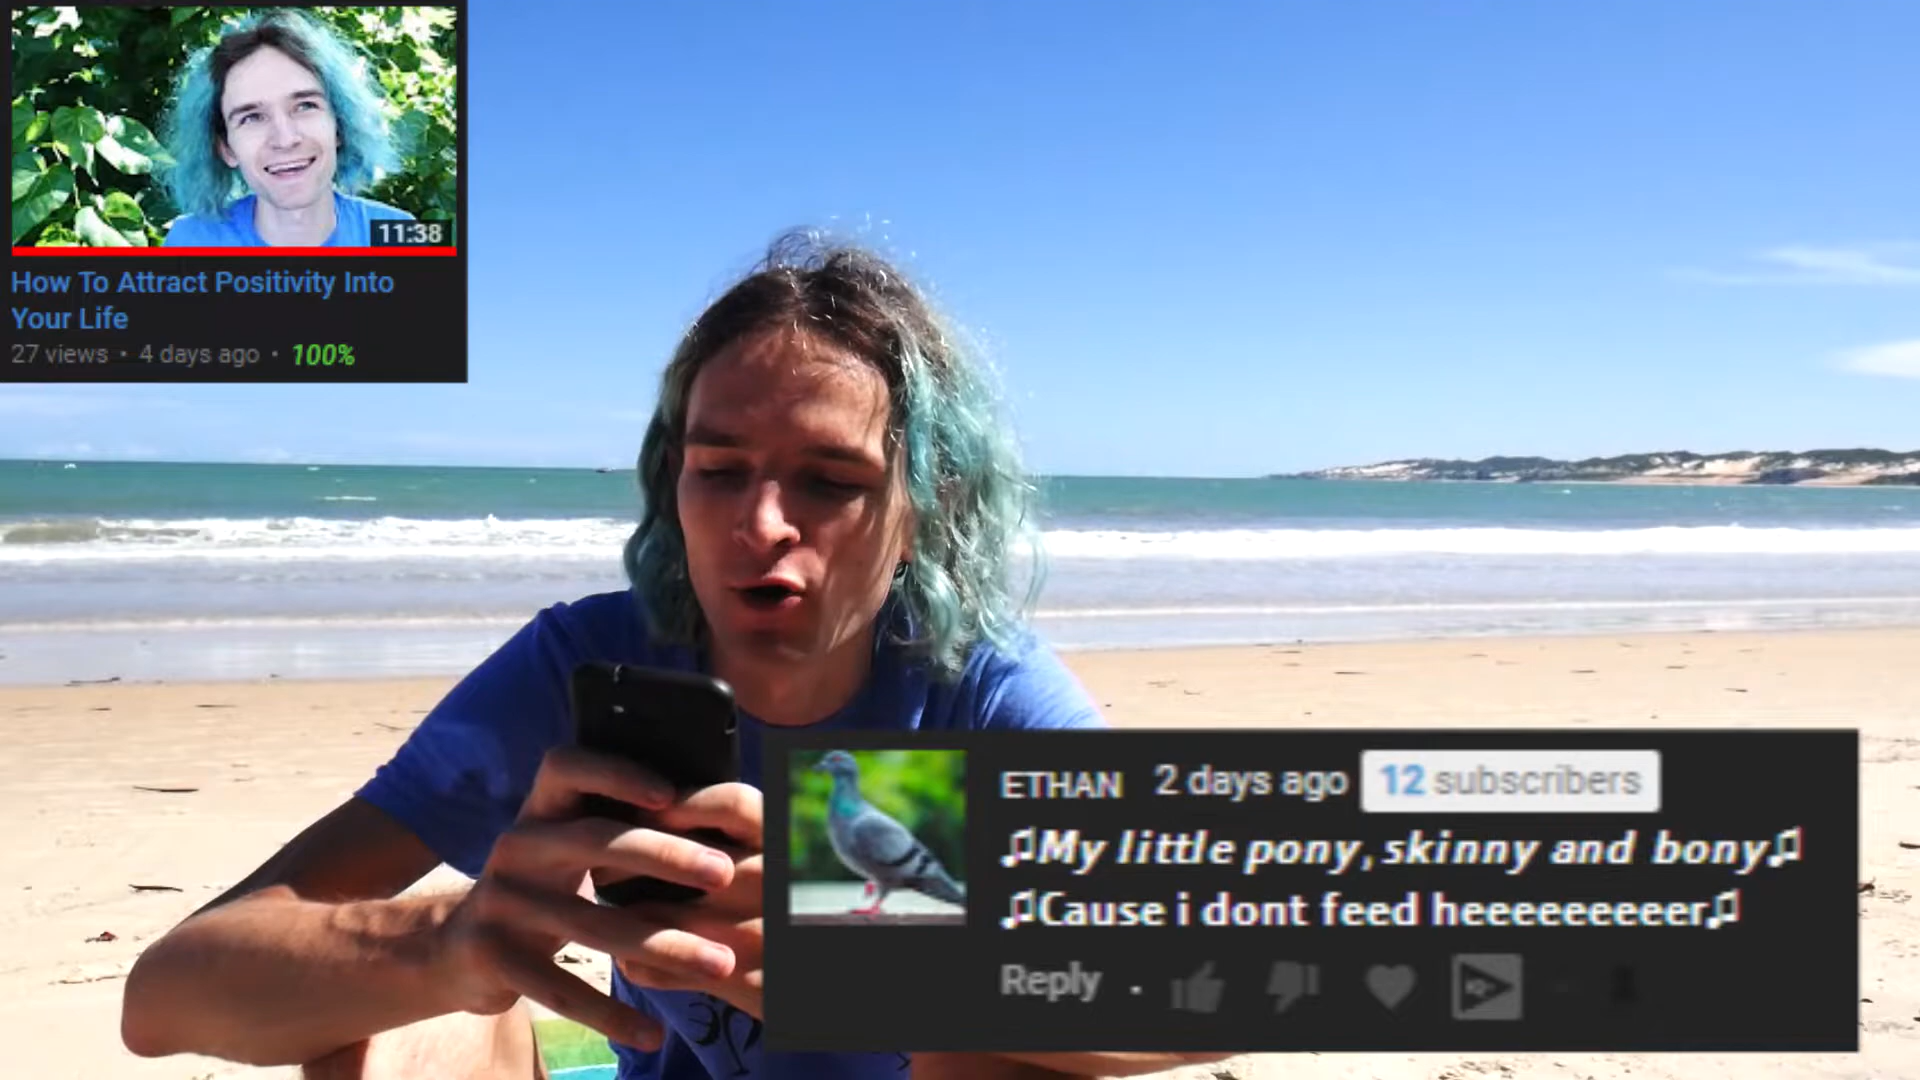 11:38
How To Attract Positivity Into
Your Life
27 views • 4 days ago • 100%
ETHAN 2 days ago 12 subscribers
♫My little pony, skinny and bony♫
♫Cause i dont feed heeeeeeeeeer♫
Reply .